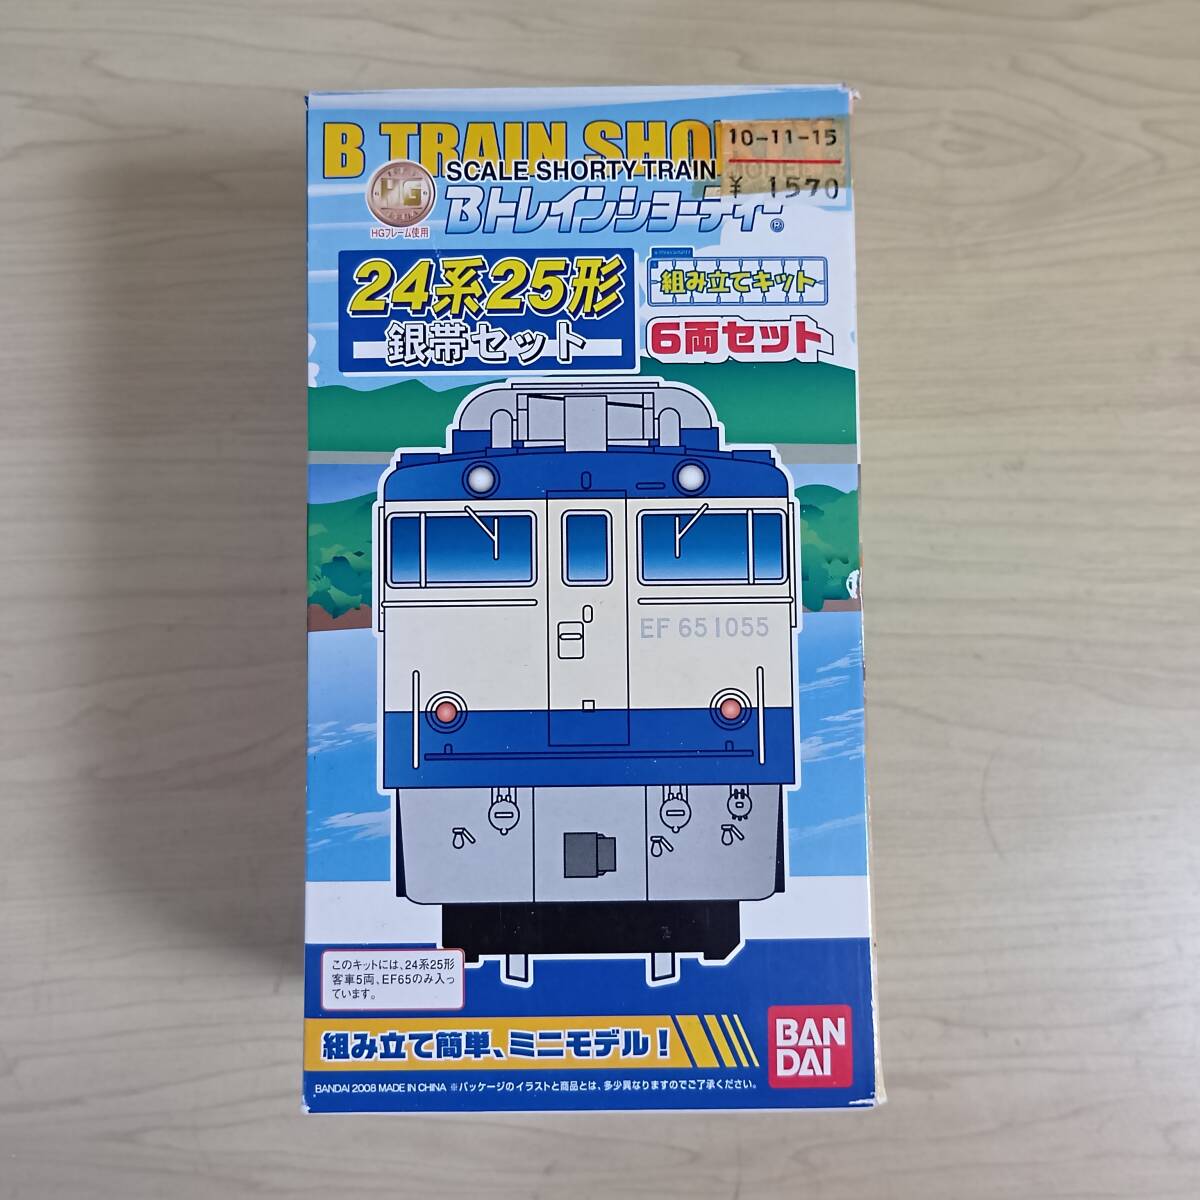 B TRAIN SHO
10-11-15
SCALE SHORTY TRAIN MODEL
¥ 1570
HG
Bトレインショーティー®
HGフレーム使用
24系25形
銀帯セット
組み立てキット
6両セット
EF 651055
このキットには、24系25形
客車5両、EF65のみ入っ
ています。
組み立て簡単、ミニモデル!
BAN
DAI
BANDAI 2008 MADE IN CHINA ※パッケージのイラストと商品とは、多少異なりますのでご了承ください。